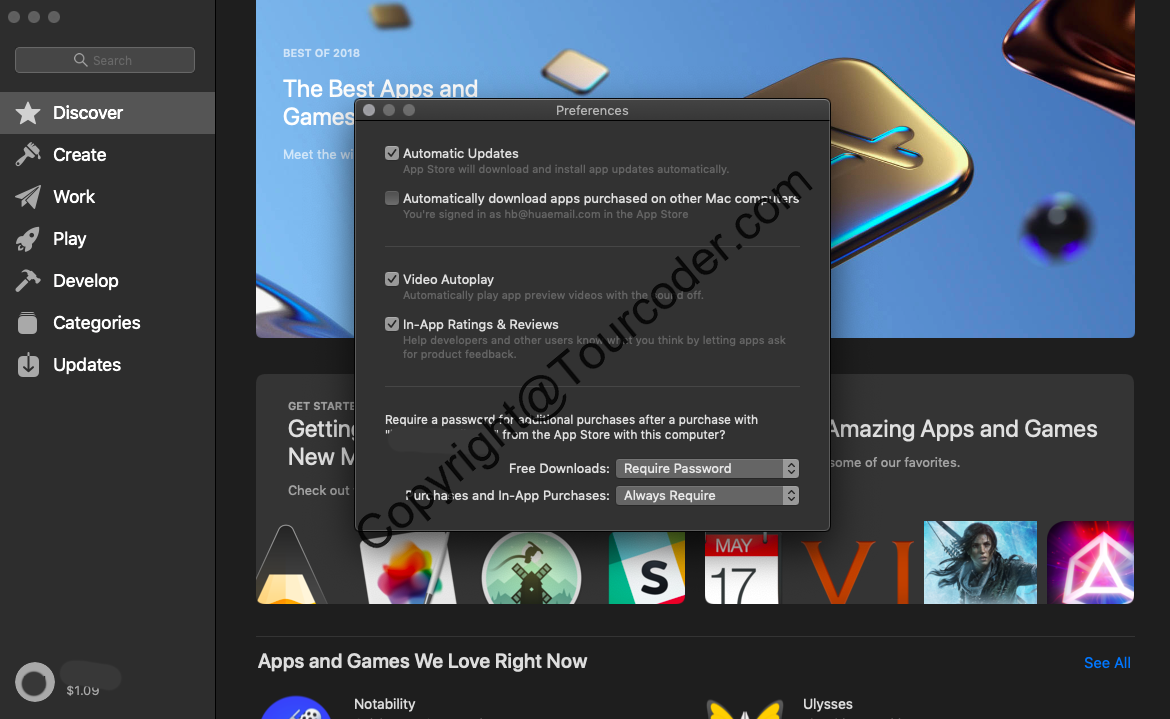 Search
Discover
Create
Work
Play
Develop
Categories
Updates
$1.09
BEST OF 2018
The Best Apps and
Games
Meet the wi
Preferences
Automatic Updates
App Store will download and install app updates automatically.
Automatically download apps purchased on other Mac computers
You're signed in as hb@huaemail.com in the App Store
Video Autoplay
Automatically play app preview videos with the sound off.
In-App Ratings & Reviews
Help developers and other users know what you think by letting apps ask
for product feedback.
Require a password for additional purchases after a purchase with
" " from the App Store with this computer?
Free Downloads: Require Password
Purchases and In-App Purchases: Always Require
Copyright@Tourcoder.com
GET STARTE
Getting
New M
Check out
Amazing Apps and Games
some of our favorites.
S
MAY
17
VI
Apps and Games We Love Right Now
See All
Notability
Ulysses